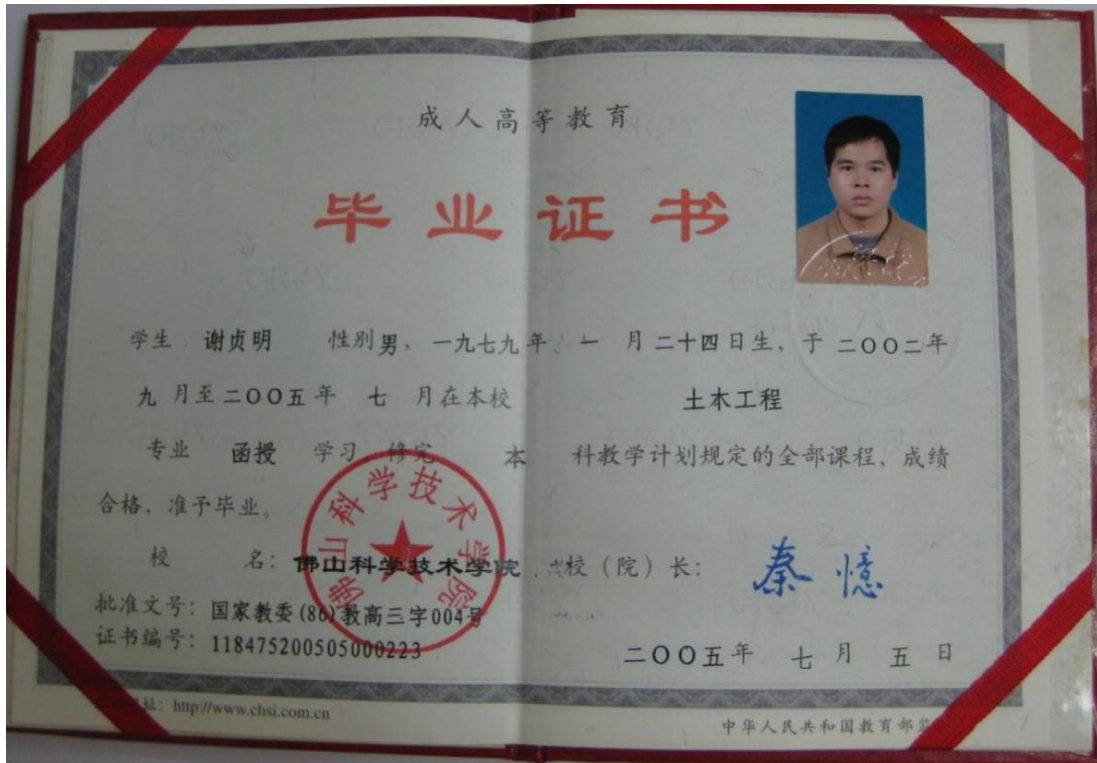 成人高等教育
毕业证书
学生 谢贞明 性别 男，一九七九年 一 月 二十四日生，于 二OO二年
九 月至 二OO五年 七 月在本校 土木工程
专业 函授 学习，修完 本 科教学计划规定的全部课程，成绩
合格，准予毕业。
校 名：佛山科学技术学院 校（院）长： 秦憶
批准文号：国家教委(86)教高三字004号
证书编号：118475200505000223
二OO五年 七 月 五 日
佛山科学技术学院
址：http://www.chsi.com.cn
中华人民共和国教育部监